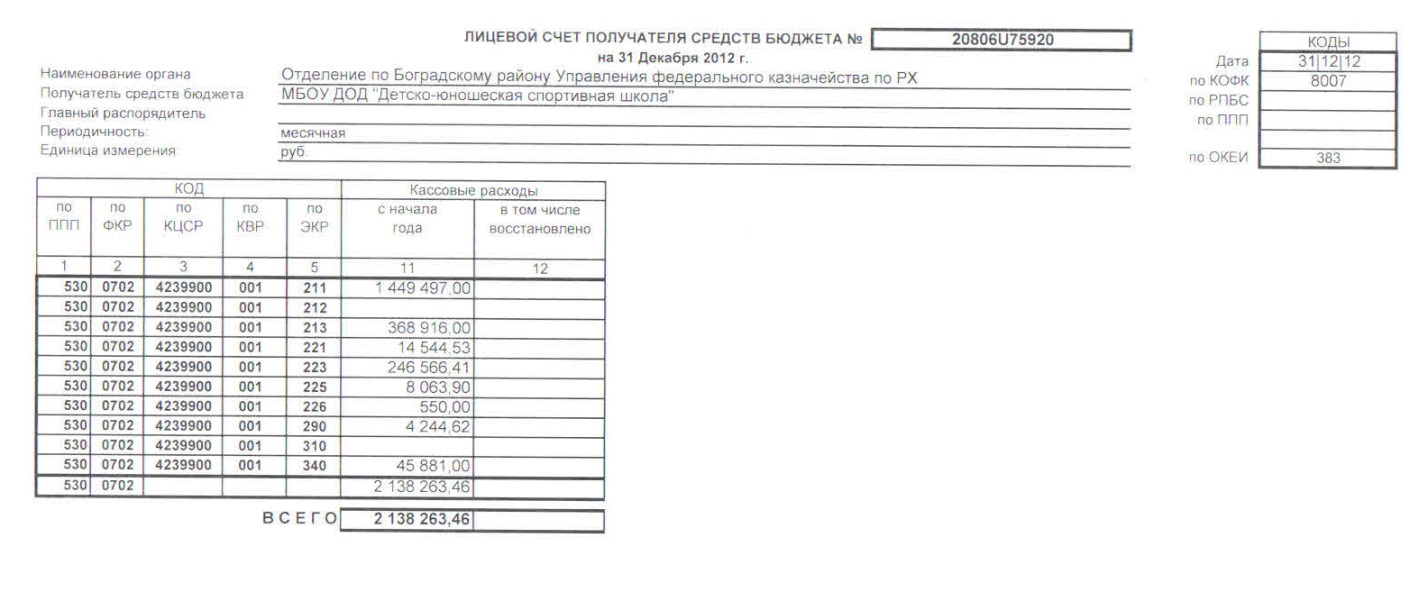 ЛИЦЕВОЙ СЧЕТ ПОЛУЧАТЕЛЯ СРЕДСТВ БЮДЖЕТА № 20806U75920
на 31 Декабря 2012 г.
КОДЫ
Дата 31|12|12
Наименование органа Отделение по Боградскому району Управления федерального казначейства по РХ
по КОФК 8007
Получатель средств бюджета МБОУ ДОД "Детско-юношеская спортивная школа"
по РПБС
Главный распорядитель
по ППП
Периодичность: месячная
Единица измерения руб.
по ОКЕИ 383
КОД Кассовые расходы
по ППП по ФКР по КЦСР по КВР по ЭКР с начала года в том числе восстановлено
1 2 3 4 5 11 12
530 0702 4239900 001 211 1 449 497,00
530 0702 4239900 001 212
530 0702 4239900 001 213 368 916,00
530 0702 4239900 001 221 14 544,53
530 0702 4239900 001 223 246 566,41
530 0702 4239900 001 225 8 063,90
530 0702 4239900 001 226 550,00
530 0702 4239900 001 290 4 244,62
530 0702 4239900 001 310
530 0702 4239900 001 340 45 881,00
530 0702 2 138 263,46
ВСЕГО 2 138 263,46